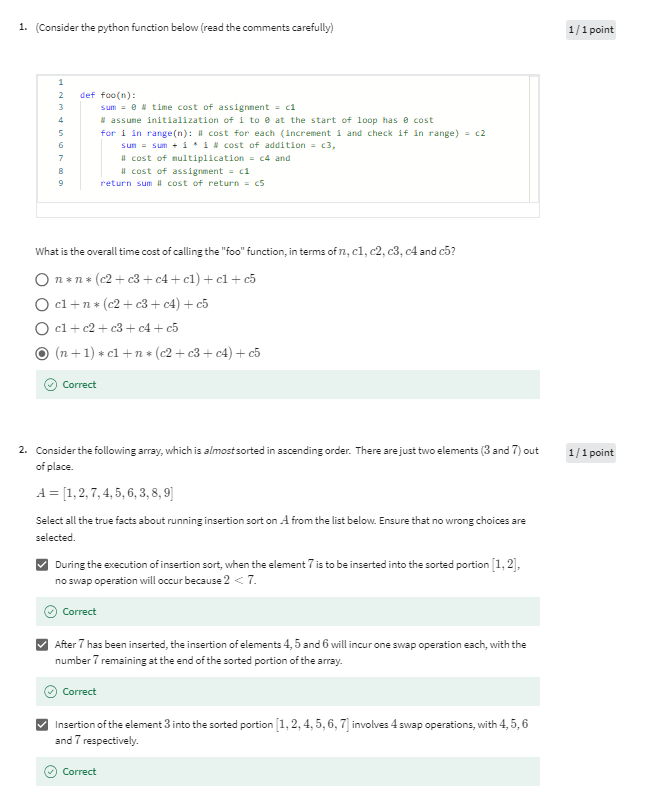 1. (Consider the python function below (read the comments carefully)
1 / 1 point
1
2 def foo(n):
3 sum = 0 # time cost of assignment = c1
4 # assume initialization of i to 0 at the start of loop has 0 cost
5 for i in range(n): # cost for each (increment i and check if in range) = c2
6 sum = sum + i * i # cost of addition = c3,
7 # cost of multiplication = c4 and
8 # cost of assignment = c1
9 return sum # cost of return = c5
What is the overall time cost of calling the "foo" function, in terms of n, c1, c2, c3, c4 and c5?
n * n * (c2 + c3 + c4 + c1) + c1 + c5
c1 + n * (c2 + c3 + c4) + c5
c1 + c2 + c3 + c4 + c5
(n + 1) * c1 + n * (c2 + c3 + c4) + c5
Correct
2. Consider the following array, which is almost sorted in ascending order. There are just two elements (3 and 7) out
of place.
1 / 1 point
A = [1, 2, 7, 4, 5, 6, 3, 8, 9]
Select all the true facts about running insertion sort on A from the list below. Ensure that no wrong choices are
selected.
During the execution of insertion sort, when the element 7 is to be inserted into the sorted portion [1, 2],
no swap operation will occur because 2 < 7.
Correct
After 7 has been inserted, the insertion of elements 4, 5 and 6 will incur one swap operation each, with the
number 7 remaining at the end of the sorted portion of the array.
Correct
Insertion of the element 3 into the sorted portion [1, 2, 4, 5, 6, 7] involves 4 swap operations, with 4, 5, 6
and 7 respectively.
Correct